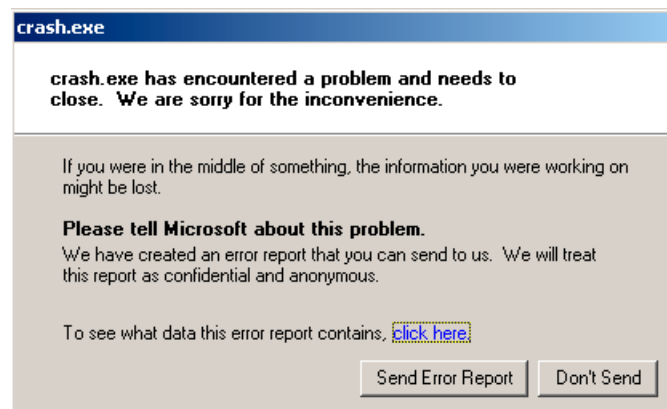 crash.exe
crash.exe has encountered a problem and needs to
close.  We are sorry for the inconvenience.
If you were in the middle of something, the information you were working on
might be lost.
Please tell Microsoft about this problem.
We have created an error report that you can send to us.  We will treat
this report as confidential and anonymous.
To see what data this error report contains, click here.
Send Error Report
Don't Send